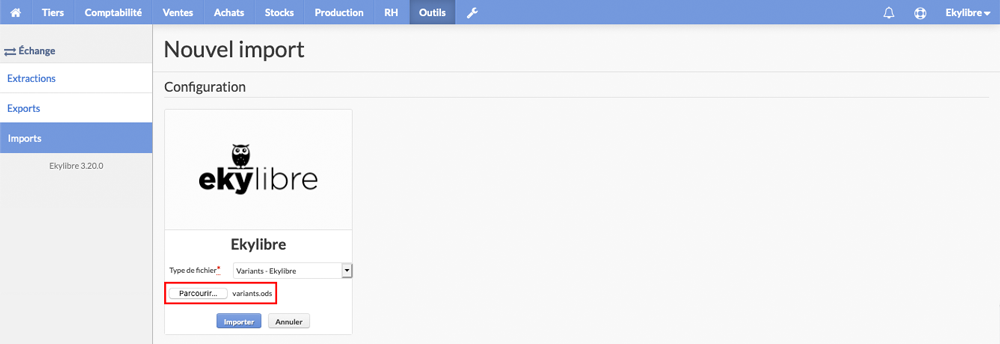 Tiers Comptabilité Ventes Achats Stocks Production RH Outils Ekylibre
Échange
Extractions
Exports
Imports
Ekylibre 3.20.0
Nouvel import
Configuration
ekylibre
Ekylibre
Type de fichier* Variants - Ekylibre
Parcourir... variants.ods
Importer Annuler